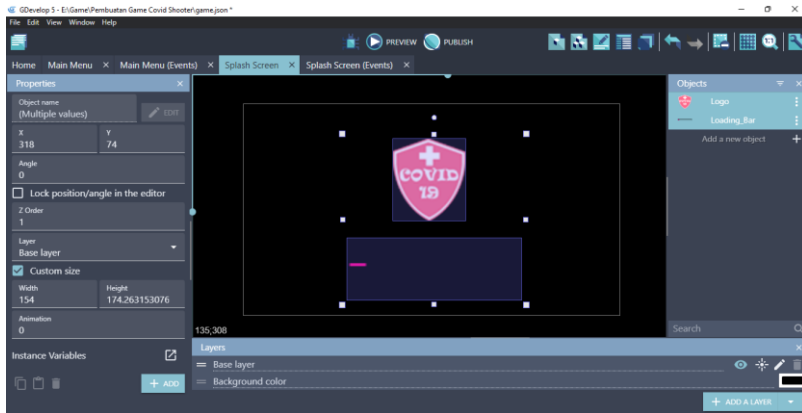 GDevelop 5 - E:\Game\Pembuatan Game Covid Shooter\game.json *
File Edit View Window Help
PREVIEW PUBLISH
Home Main Menu × Main Menu (Events) × Splash Screen × Splash Screen (Events) ×
Properties ×
Object name
(Multiple values)
EDIT
X Y
318 74
Angle
0
Lock position/angle in the editor
Z Order
1
Layer
Base layer
Custom size
Width Height
154 174.263153076
Animation
0
Instance Variables
+ ADD
COVID
19
135;308
Objects ×
Logo
Loading_Bar
Add a new object +
Search
Layers ×
Base layer
Background color
+ ADD A LAYER